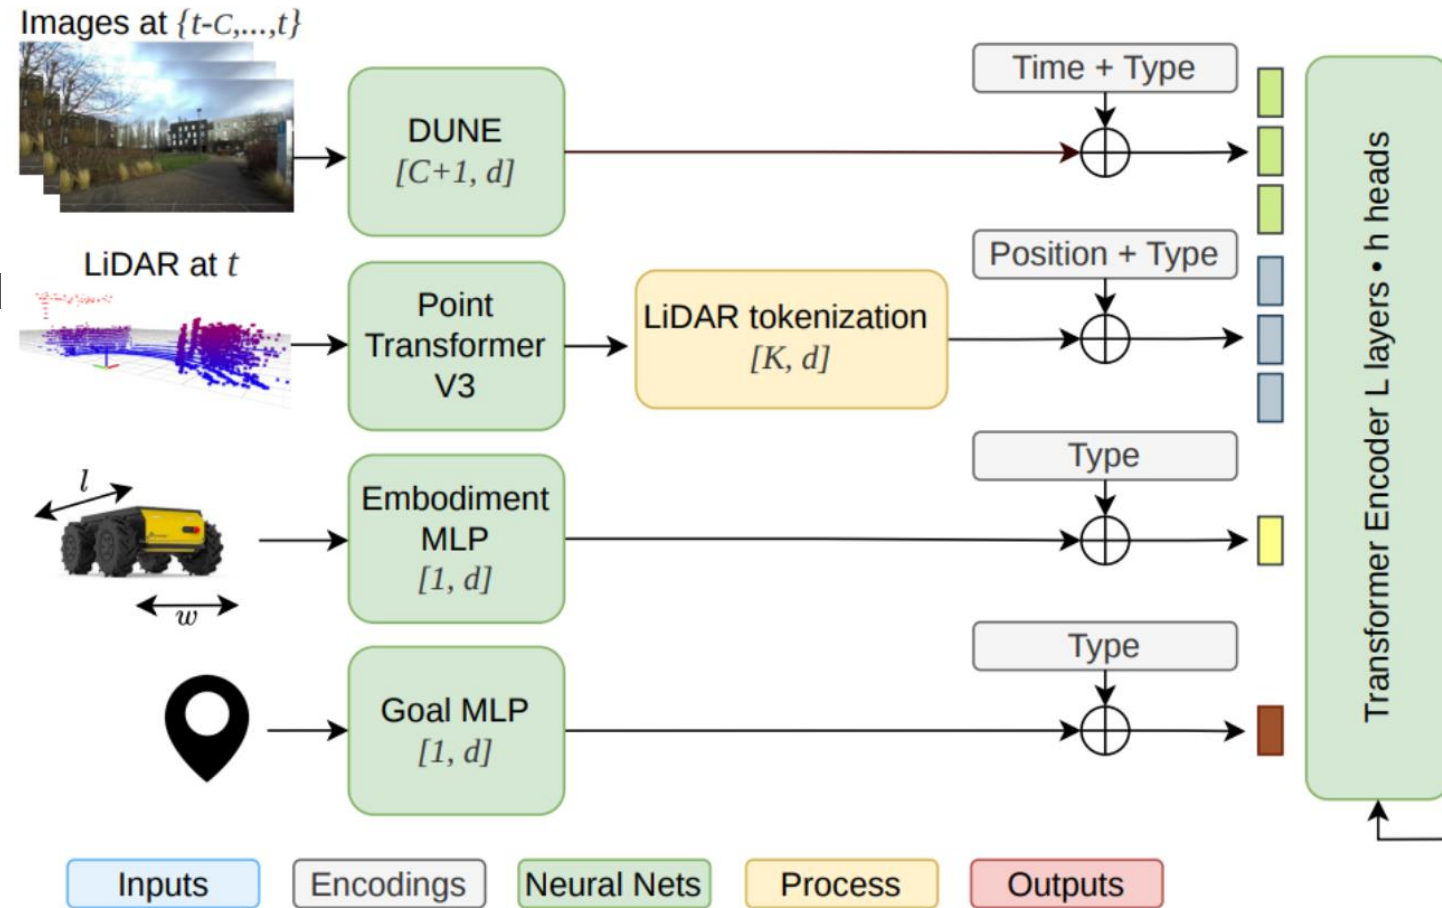 Images at {t-C,...,t}
DUNE
[C+1, d]
Time + Type
LiDAR at t
Point
Transformer
V3
LiDAR tokenization
[K, d]
Position + Type
l
w
Embodiment
MLP
[1, d]
Type
Goal MLP
[1, d]
Type
Transformer Encoder L layers • h heads
Inputs
Encodings
Neural Nets
Process
Outputs